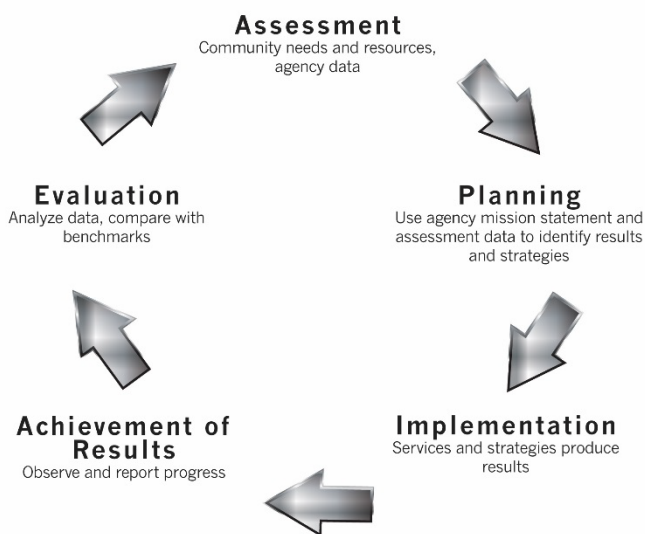 Assessment
Community needs and resources,
agency data
Evaluation
Analyze data, compare with
benchmarks
Planning
Use agency mission statement and
assessment data to identify results
and strategies
Achievement of
Results
Observe and report progress
Implementation
Services and strategies produce
results